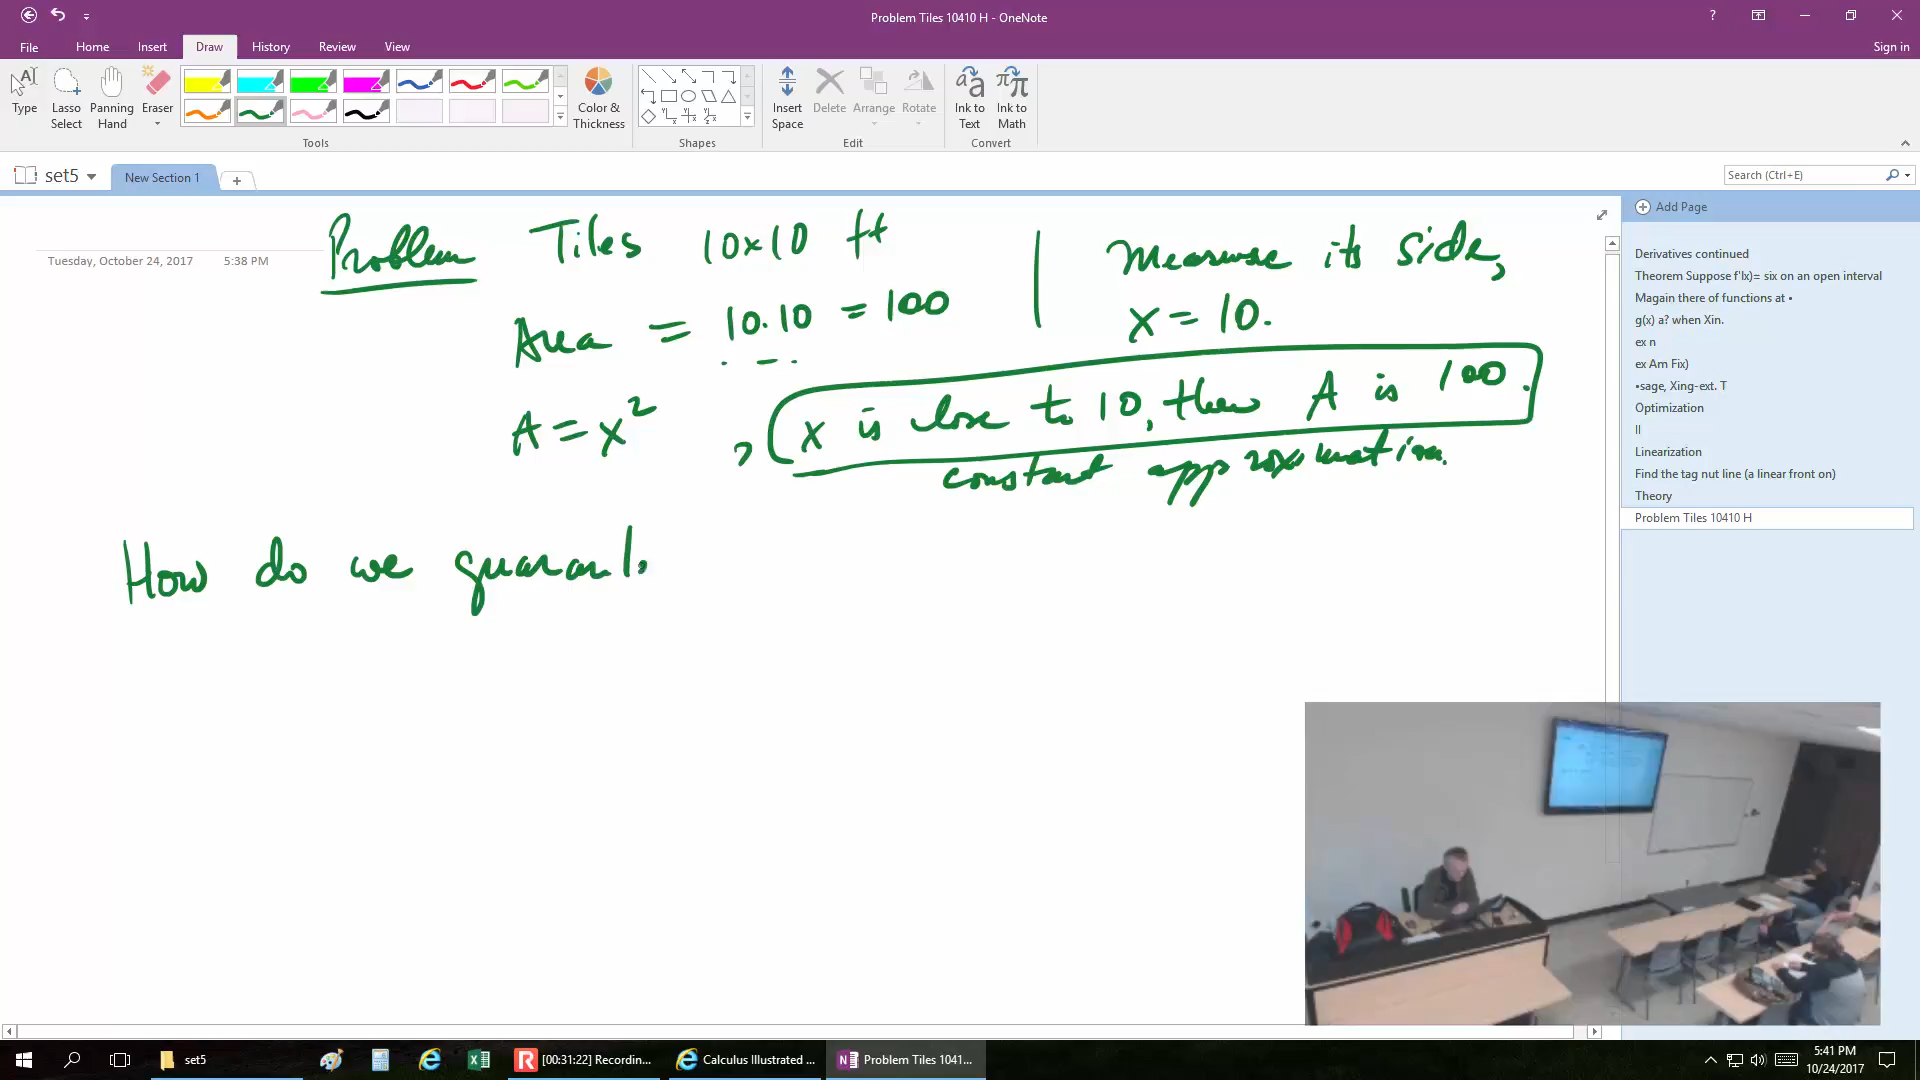 Problem Tiles 10410 H - OneNote
?
File Home Insert Draw History Review View
Sign in
Type
Lasso Select
Panning Hand
Eraser
Color & Thickness
Insert Space
Delete
Arrange
Rotate
Ink to Text
Ink to Math
Tools
Shapes
Edit
Convert
set5
New Section 1
Search (Ctrl+E)
Tuesday, October 24, 2017 5:38 PM
Problem Tiles 10×10 ft
Measure its side,
Area = 10·10 = 100
x = 10.
A = x²
, x is close to 10, then A is 100.
constant approximation.
How do we guarant
Add Page
Derivatives continued
Theorem Suppose f'lx)= six on an open interval
Magain there of functions at •
g(x) a? when Xin.
ex n
ex Am Fix)
•sage, Xing-ext. T
Optimization
ll
Linearization
Find the tag nut line (a linear front on)
Theory
Problem Tiles 10410 H
set5
[00:31:22] Recordin...
Calculus Illustrated ...
Problem Tiles 1041...
5:41 PM
10/24/2017